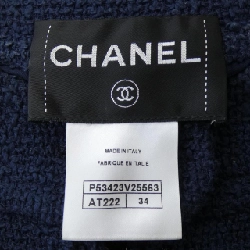 CHANEL
MADE IN ITALY
FABRIQUE EN ITALIE
P53423V25563
AT222 34